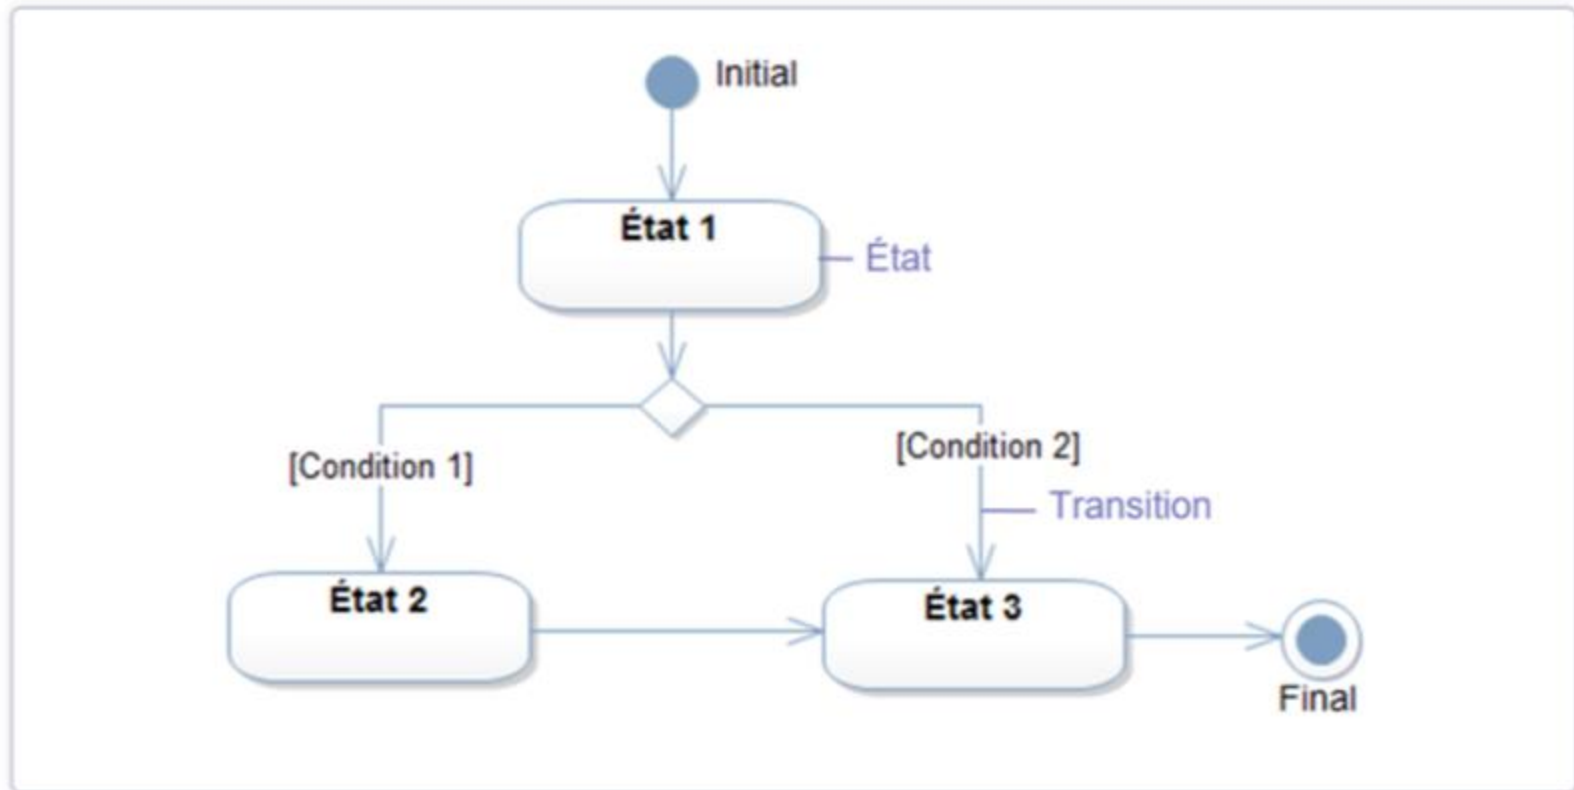 Initial
État 1
État
[Condition 1]
[Condition 2]
Transition
État 2
État 3
Final